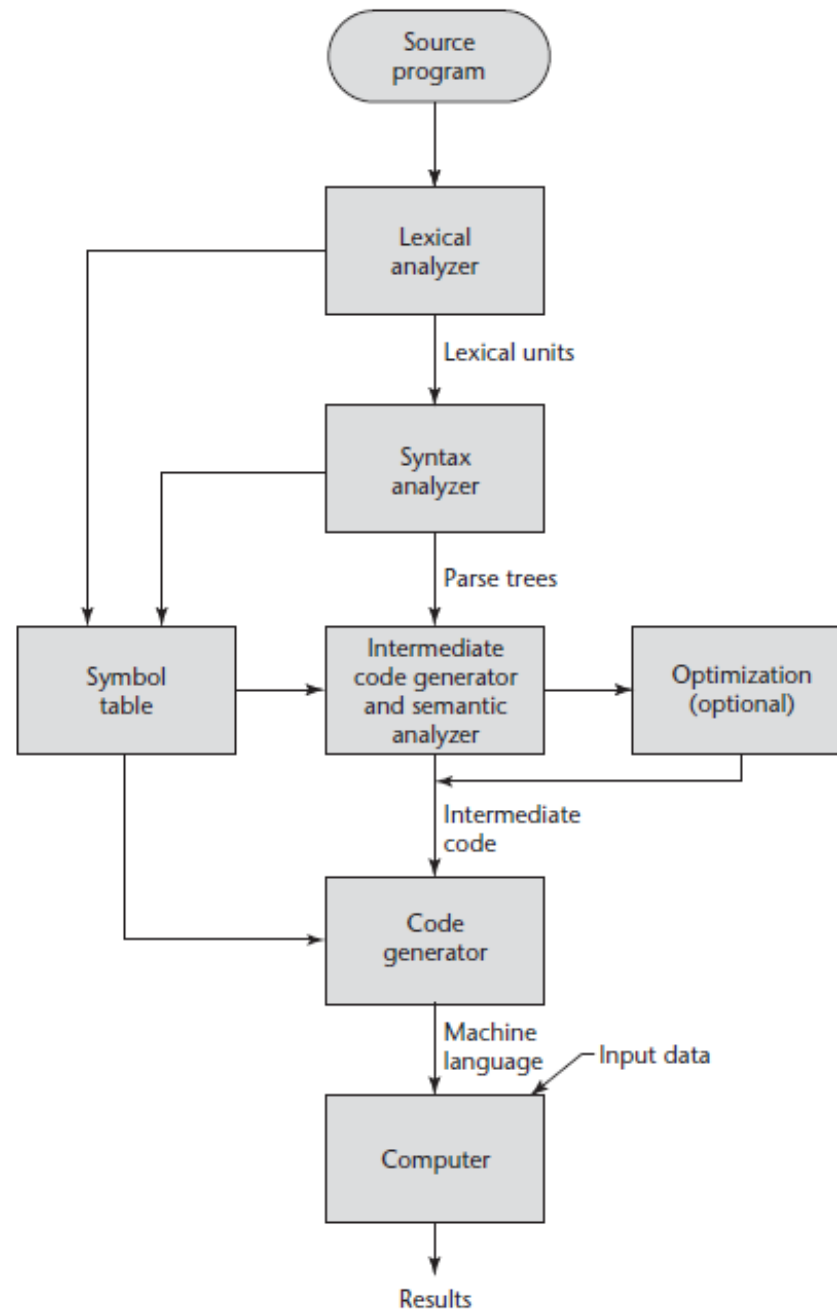 Source
program
Lexical
analyzer
Lexical units
Syntax
analyzer
Parse trees
Symbol
table
Intermediate
code generator
and semantic
analyzer
Optimization
(optional)
Intermediate
code
Code
generator
Machine
language
Input data
Computer
Results